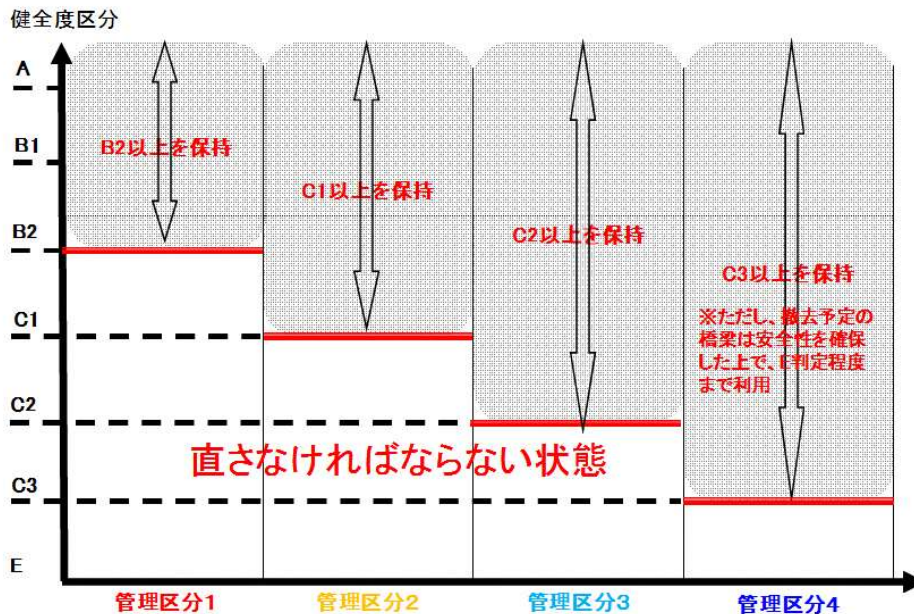 健全度区分
A
B1
B2
C1
C2
C3
E
B2以上を保持
C1以上を保持
C2以上を保持
C3以上を保持
※ただし、撤去予定の
橋梁は安全性を確保
した上で、E判定程度
まで利用
直さなければならない状態
管理区分1
管理区分2
管理区分3
管理区分4